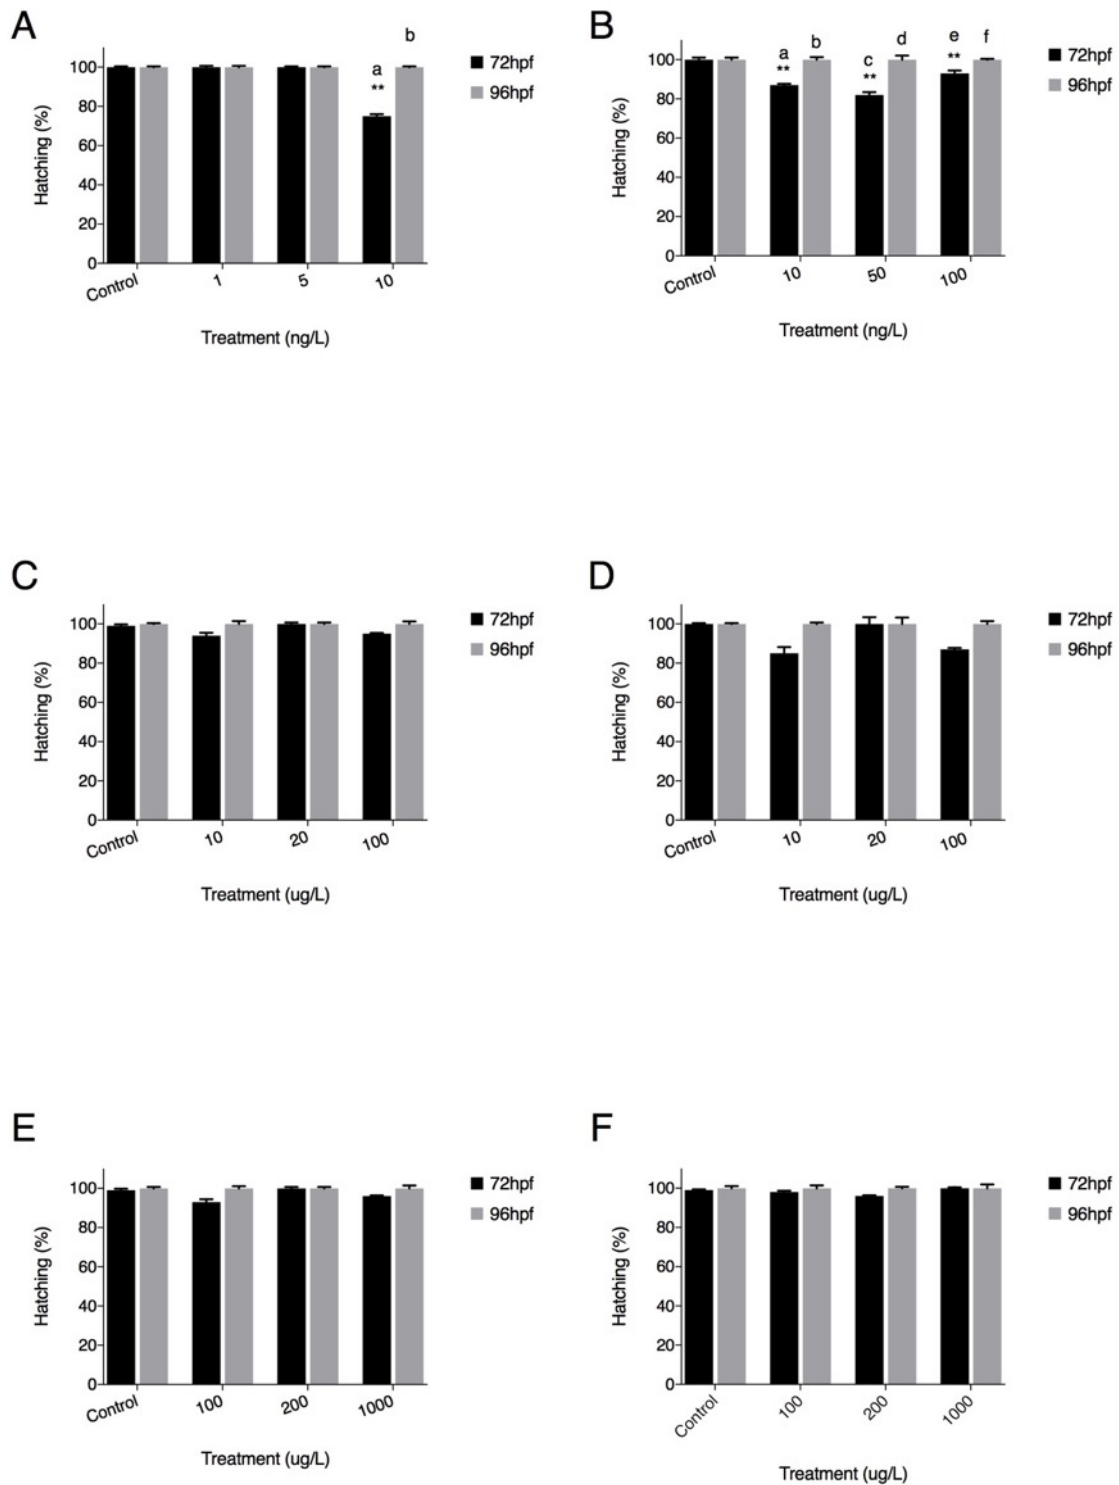 A
b
a
**
72hpf
96hpf
100
80
60
40
20
0
Hatching (%)
Control 1 5 10
Treatment (ng/L)
B
a b c d e f
** ** **
72hpf
96hpf
100
80
60
40
20
0
Hatching (%)
Control 10 50 100
Treatment (ng/L)
C
72hpf
96hpf
100
80
60
40
20
0
Hatching (%)
Control 10 20 100
Treatment (ug/L)
D
72hpf
96hpf
100
80
60
40
20
0
Hatching (%)
Control 10 20 100
Treatment (ug/L)
E
72hpf
96hpf
100
80
60
40
20
0
Hatching (%)
Control 100 200 1000
Treatment (ug/L)
F
72hpf
96hpf
100
80
60
40
20
0
Hatching (%)
Control 100 200 1000
Treatment (ug/L)